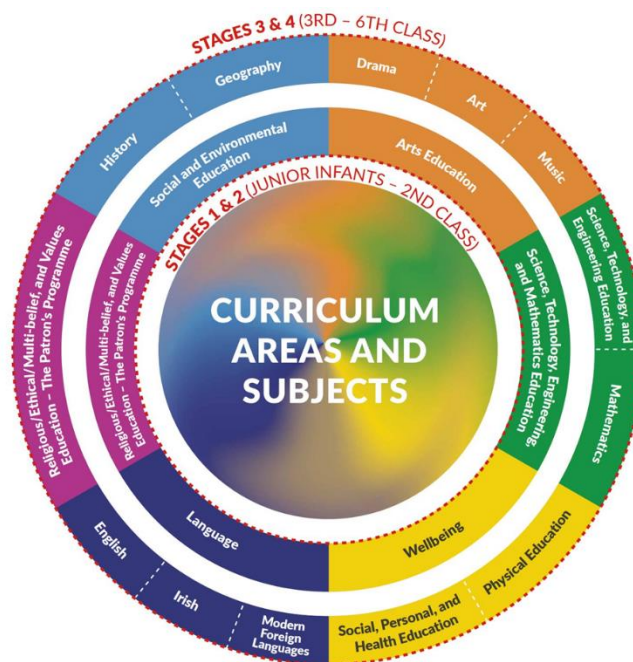 STAGES 3 & 4 (3RD – 6TH CLASS)
History
Geography
Drama
Art
Music
Science, Technology, and
Engineering Education
Mathematics
Physical Education
Social, Personal, and
Health Education
Modern
Foreign
Languages
Irish
English
Religious/Ethical/Multi-belief, and Values
Education – The Patron's Programme
Social and Environmental
Education
Arts Education
Science, Technology, Engineering,
and Mathematics Education
Wellbeing
Language
Religious/Ethical/Multi-belief, and Values
Education – The Patron's Programme
STAGES 1 & 2 (JUNIOR INFANTS – 2ND CLASS)
CURRICULUM
AREAS AND
SUBJECTS